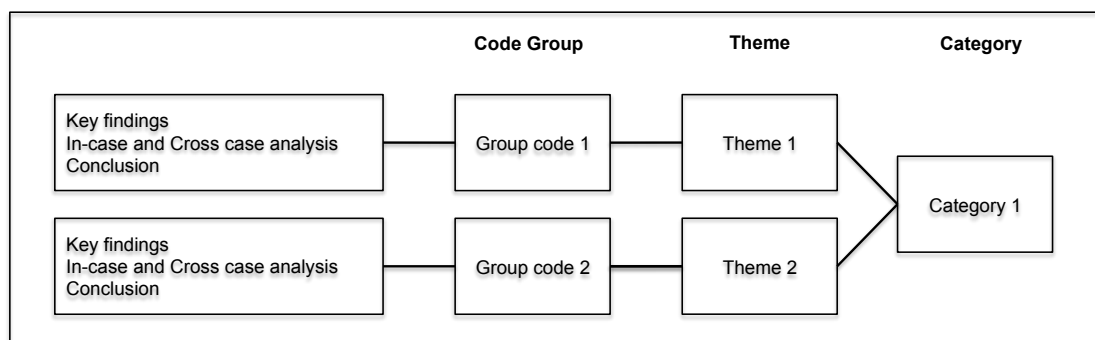 Code Group
Theme
Category
Key findings
In-case and Cross case analysis
Conclusion
Group code 1
Theme 1
Category 1
Key findings
In-case and Cross case analysis
Conclusion
Group code 2
Theme 2